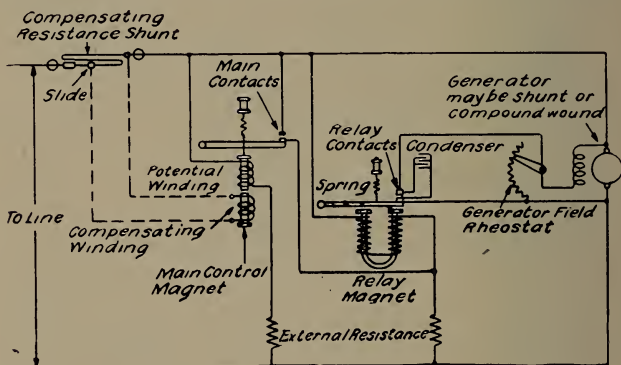 Compensating
Resistance Shunt
Slide
Main
Contacts
Generator
may be shunt or
compound wound
Relay
Contacts
Condenser
Potential
Winding
Spring
To Line
Compensating
Winding
Generator Field
Rheostat
Main Control
Magnet
Relay
Magnet
External Resistance